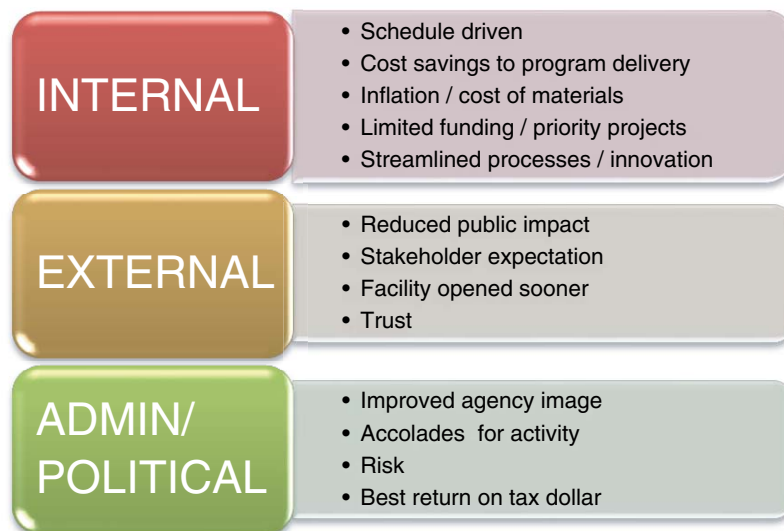 INTERNAL
• Schedule driven
• Cost savings to program delivery
• Inflation / cost of materials
• Limited funding / priority projects
• Streamlined processes / innovation
EXTERNAL
• Reduced public impact
• Stakeholder expectation
• Facility opened sooner
• Trust
ADMIN/
POLITICAL
• Improved agency image
• Accolades  for activity
• Risk
• Best return on tax dollar